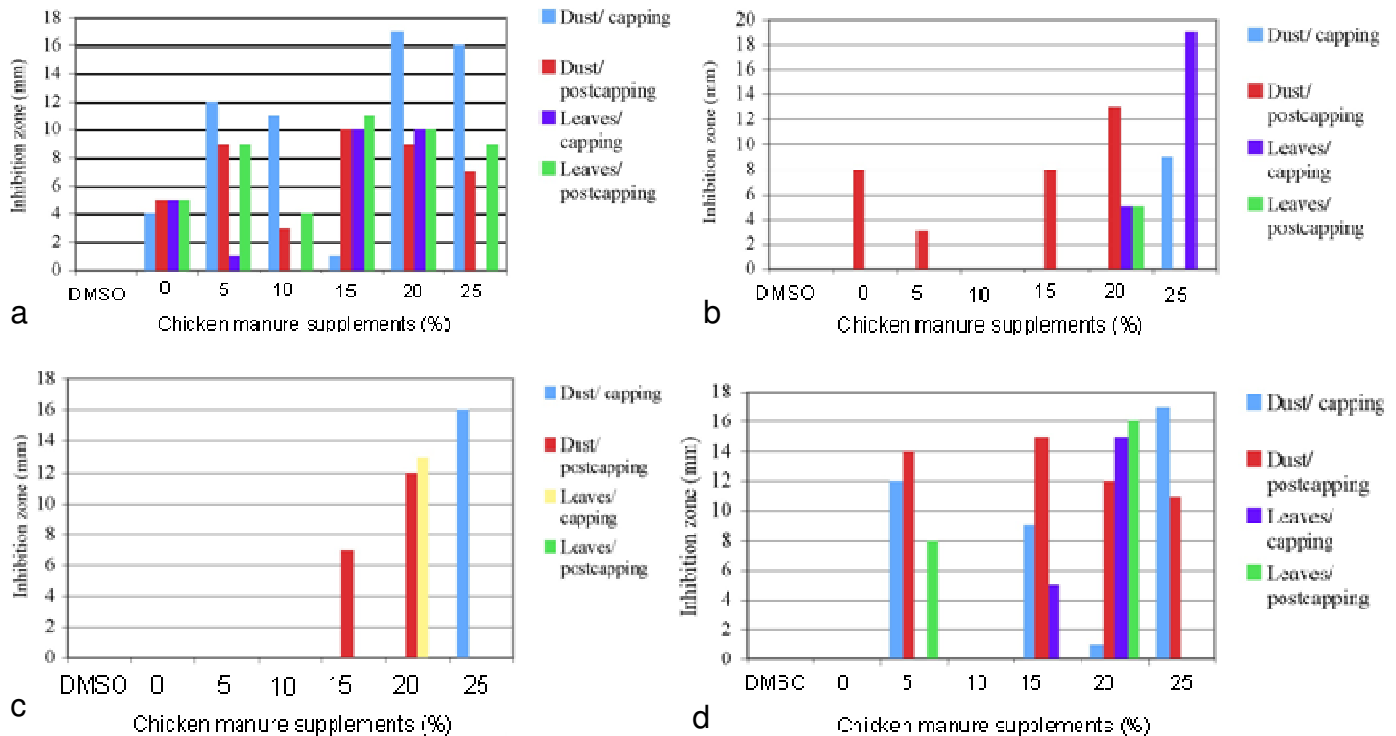 18
16
14
12
10
8
6
4
2
0
Inhibition zone (mm)
DMSO 0 5 10 15 20 25
Chicken manure supplements (%)
Dust/ capping
Dust/
postcapping
Leaves/
capping
Leaves/
postcapping
a
20
18
16
14
12
10
8
6
4
2
0
Inhibition zone (mm)
DMSO 0 5 10 15 20 25
Chicken manure supplements (%)
Dust/ capping
Dust/
postcapping
Leaves/
capping
Leaves/
postcapping
b
18
16
14
12
10
8
6
4
2
0
Inhibition zone (mm)
DMSO 0 5 10 15 20 25
Chicken manure supplements (%)
Dust/ capping
Dust/
postcapping
Leaves/
capping
Leaves/
postcapping
c
18
16
14
12
10
8
6
4
2
0
Inhibition zone (mm)
DMSO 0 5 10 15 20 25
Chicken manure supplements (%)
Dust/ capping
Dust/
postcapping
Leaves/
capping
Leaves/
postcapping
d